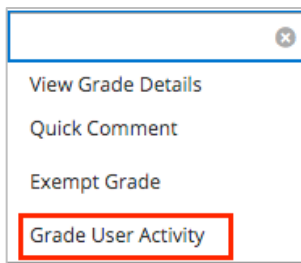 View Grade Details
Quick Comment
Exempt Grade
Grade User Activity